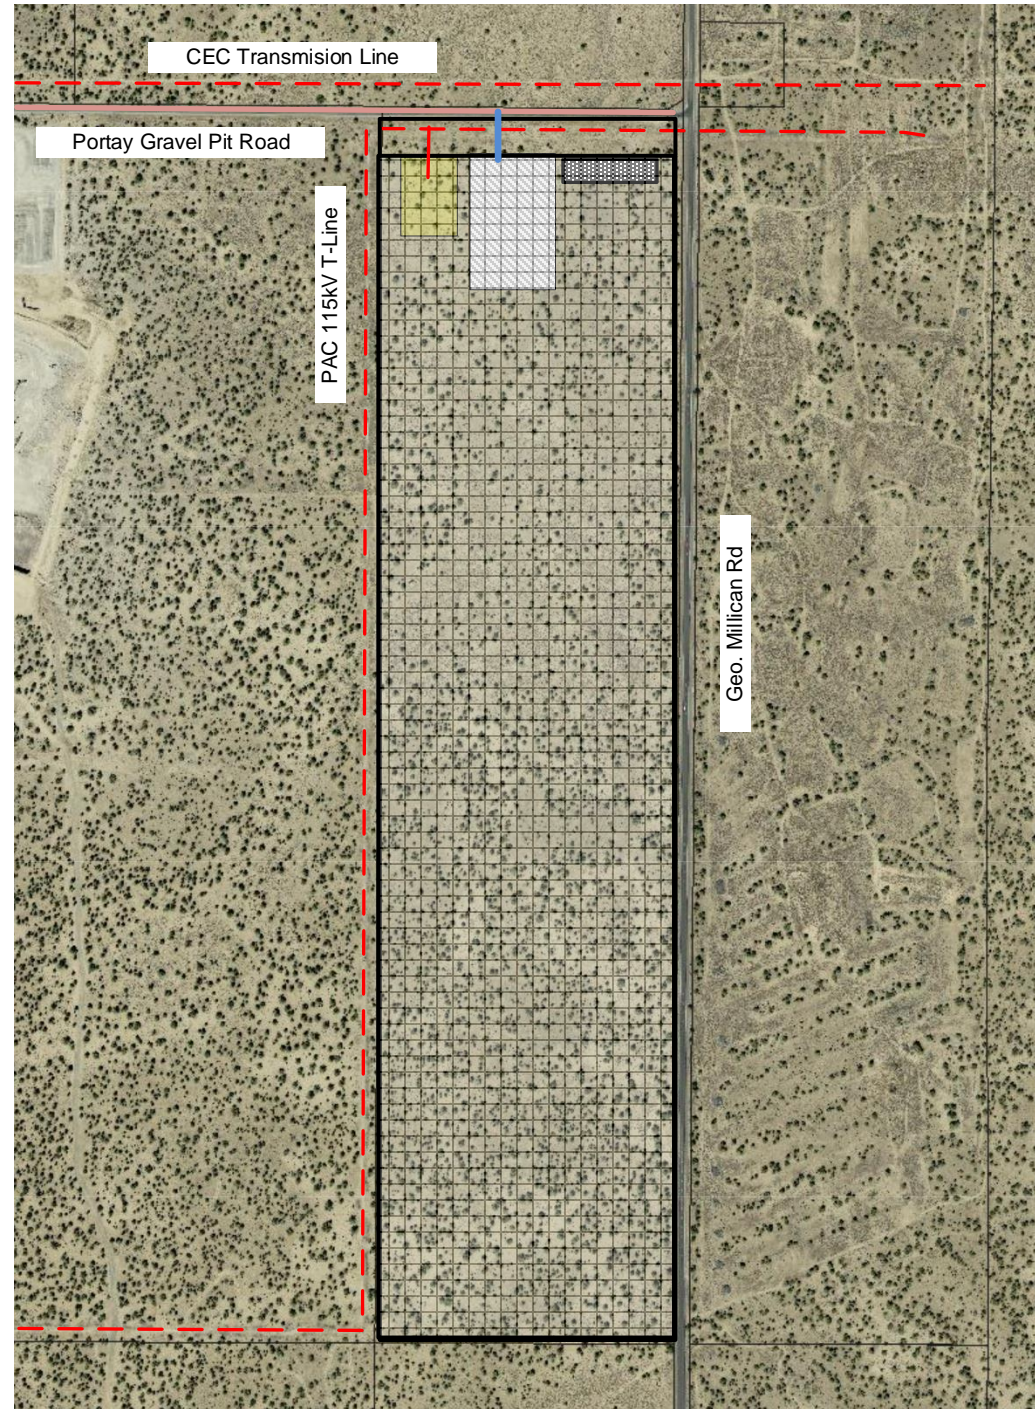 CEC Transmision Line
Portay Gravel Pit Road
PAC 115kV T-Line
Geo. Millican Rd